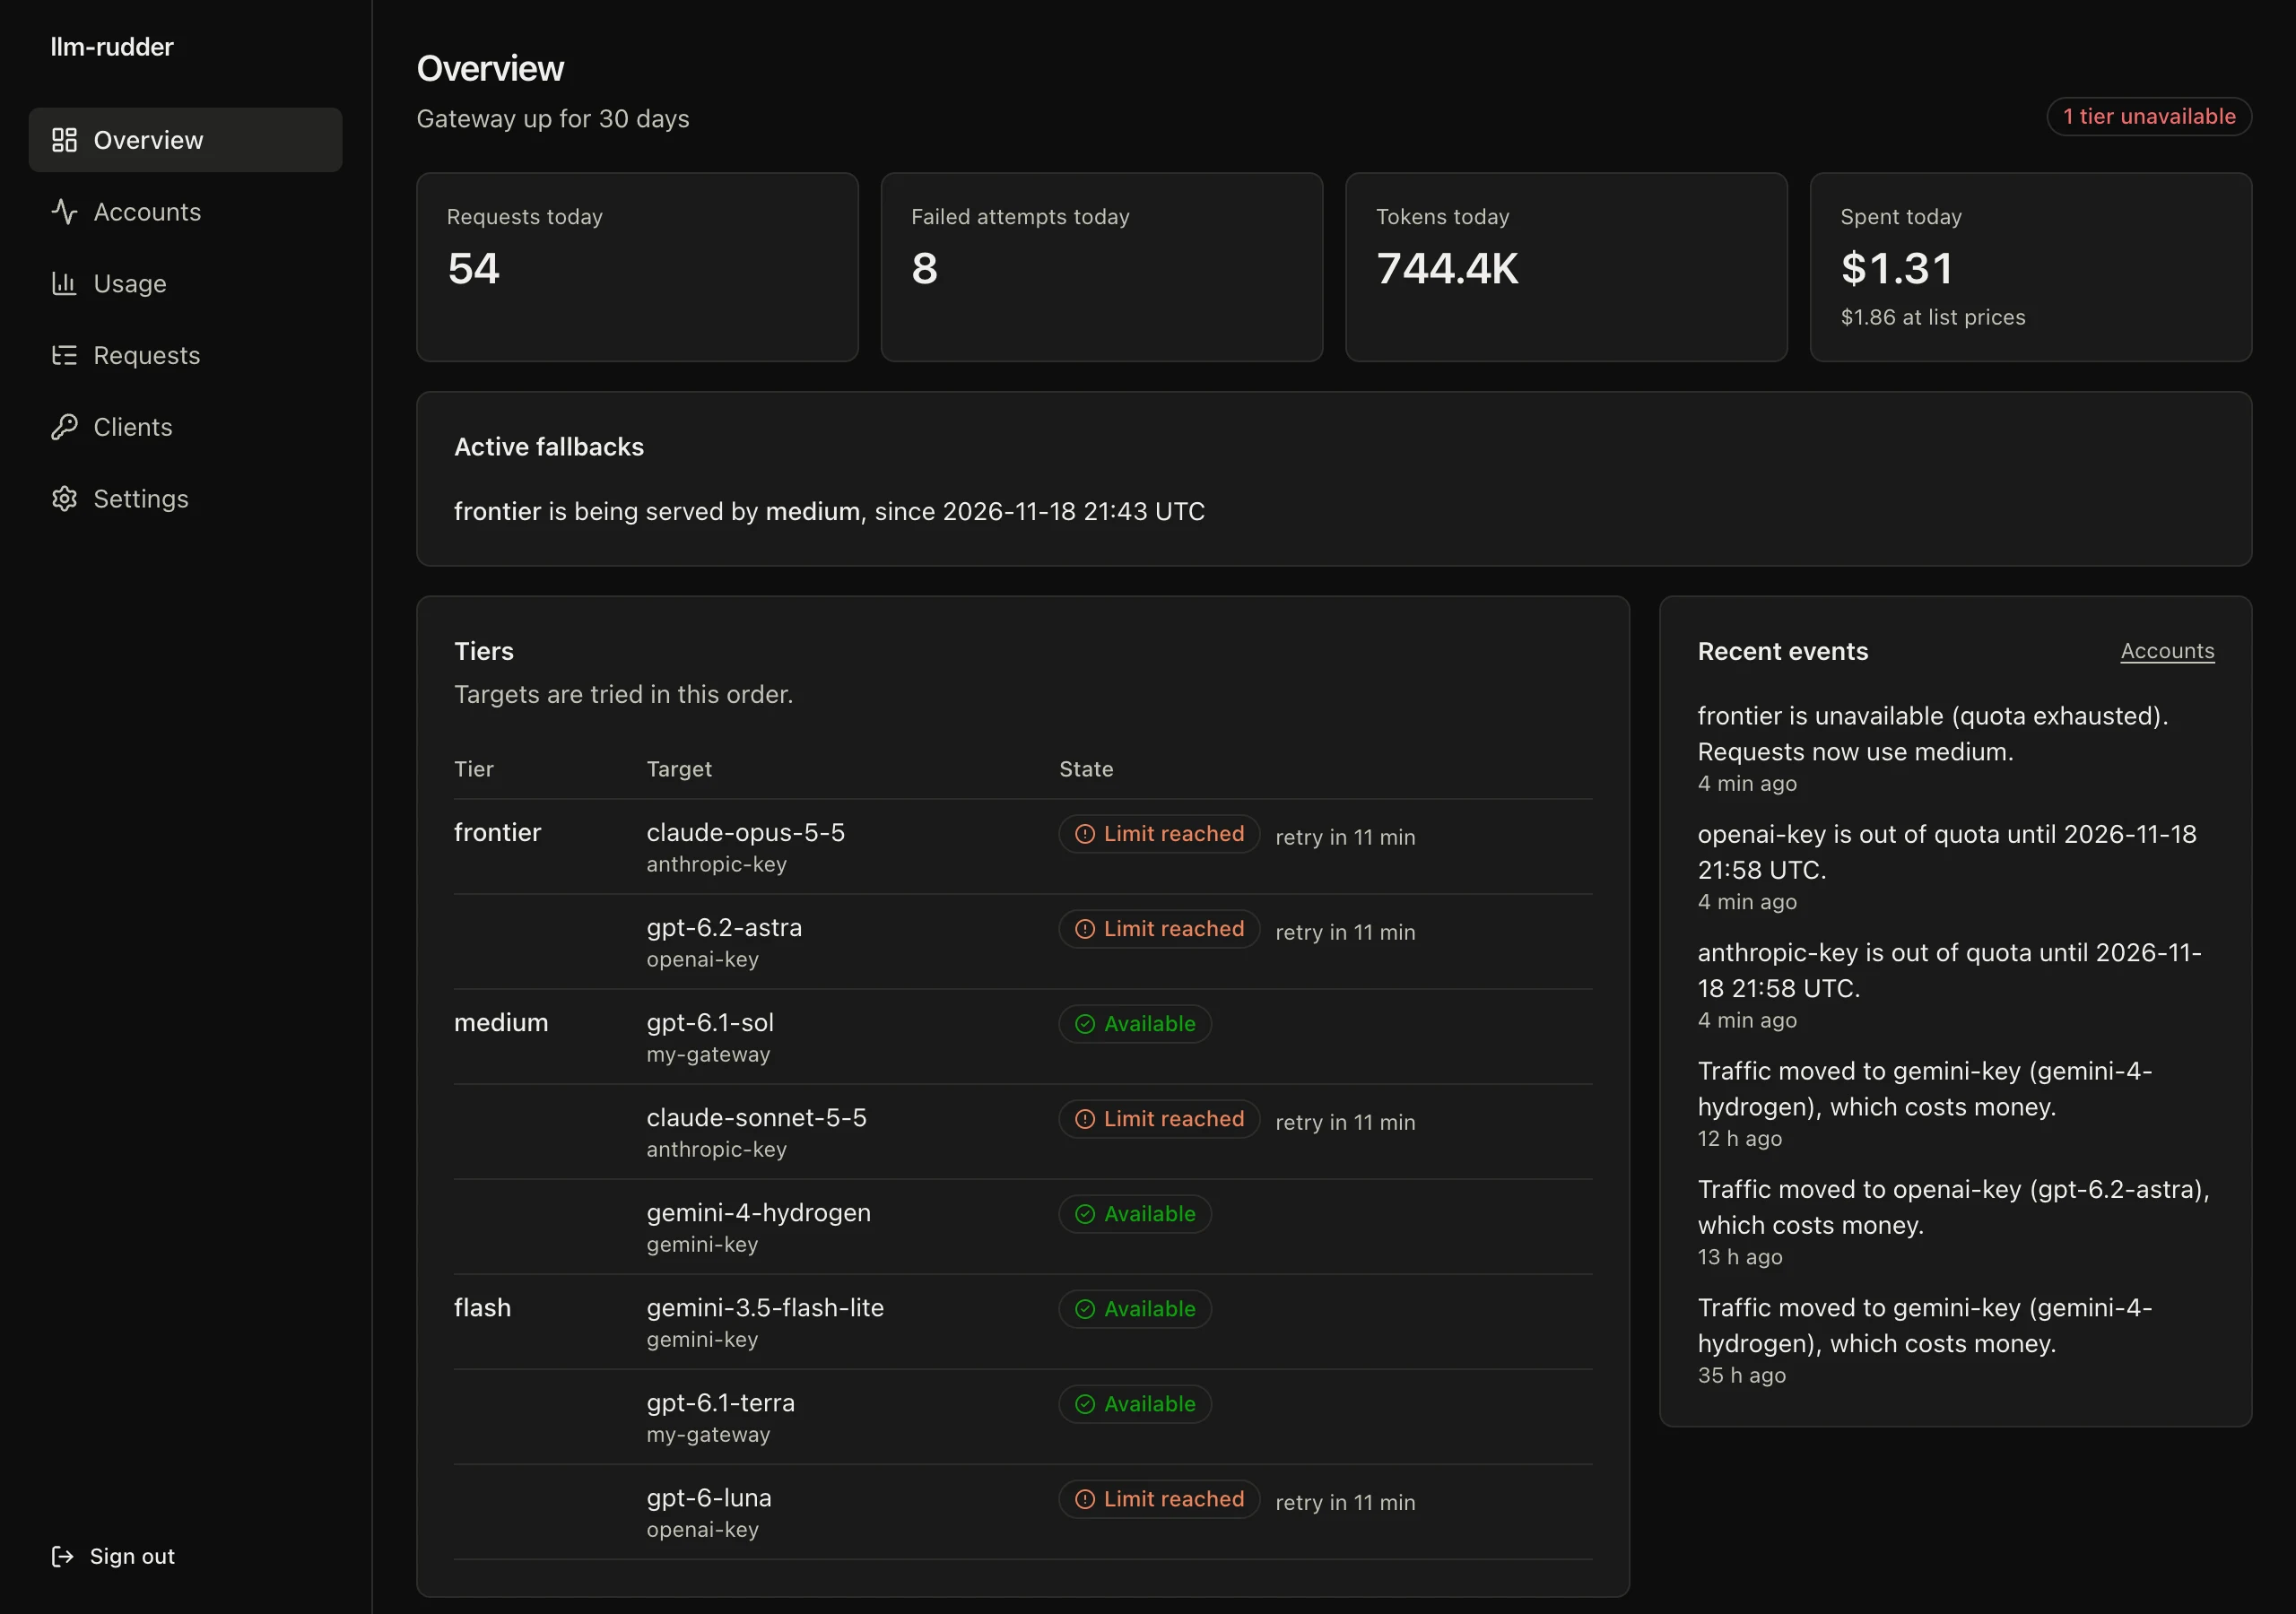 llm-rudder
Overview
Accounts
Usage
Requests
Clients
Settings
Sign out
Overview
Gateway up for 30 days
1 tier unavailable
Requests today
54
Failed attempts today
8
Tokens today
744.4K
Spent today
$1.31
$1.86 at list prices
Active fallbacks
frontier is being served by medium, since 2026-11-18 21:43 UTC
Tiers
Targets are tried in this order.
Tier Target State
frontier claude-opus-5-5 Limit reached retry in 11 min
anthropic-key
gpt-6.2-astra Limit reached retry in 11 min
openai-key
medium gpt-6.1-sol Available
my-gateway
claude-sonnet-5-5 Limit reached retry in 11 min
anthropic-key
gemini-4-hydrogen Available
gemini-key
flash gemini-3.5-flash-lite Available
gemini-key
gpt-6.1-terra Available
my-gateway
gpt-6-luna Limit reached retry in 11 min
openai-key
Recent events Accounts
frontier is unavailable (quota exhausted).
Requests now use medium.
4 min ago
openai-key is out of quota until 2026-11-18
21:58 UTC.
4 min ago
anthropic-key is out of quota until 2026-11-
18 21:58 UTC.
4 min ago
Traffic moved to gemini-key (gemini-4-
hydrogen), which costs money.
12 h ago
Traffic moved to openai-key (gpt-6.2-astra),
which costs money.
13 h ago
Traffic moved to gemini-key (gemini-4-
hydrogen), which costs money.
35 h ago